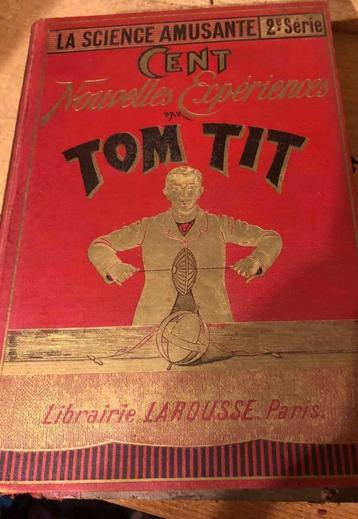 LA SCIENCE AMUSANTE 2e Série
CENT
Nouvelles Expériences
PAR
TOM TIT
Librairie LAROUSSE Paris.